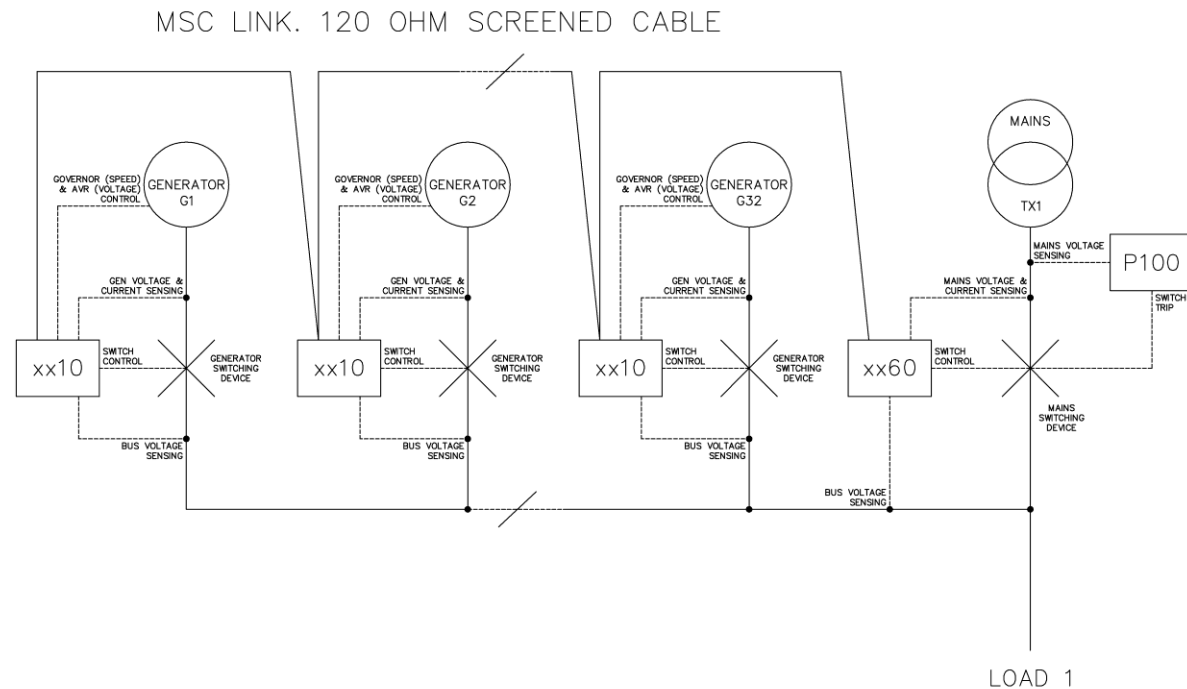 MSC LINK. 120 OHM SCREENED CABLE
GOVERNOR (SPEED)
& AVR (VOLTAGE)
CONTROL
GENERATOR
G1
GEN VOLTAGE &
CURRENT SENSING
xx10
SWITCH
CONTROL
GENERATOR
SWITCHING
DEVICE
BUS VOLTAGE
SENSING
GOVERNOR (SPEED)
& AVR (VOLTAGE)
CONTROL
GENERATOR
G2
GEN VOLTAGE &
CURRENT SENSING
xx10
SWITCH
CONTROL
GENERATOR
SWITCHING
DEVICE
BUS VOLTAGE
SENSING
GOVERNOR (SPEED)
& AVR (VOLTAGE)
CONTROL
GENERATOR
G32
GEN VOLTAGE &
CURRENT SENSING
xx10
SWITCH
CONTROL
GENERATOR
SWITCHING
DEVICE
BUS VOLTAGE
SENSING
MAINS
TX1
MAINS VOLTAGE
SENSING
P100
SWITCH
TRIP
MAINS VOLTAGE &
CURRENT SENSING
xx60
SWITCH
CONTROL
MAINS
SWITCHING
DEVICE
BUS VOLTAGE
SENSING
LOAD 1